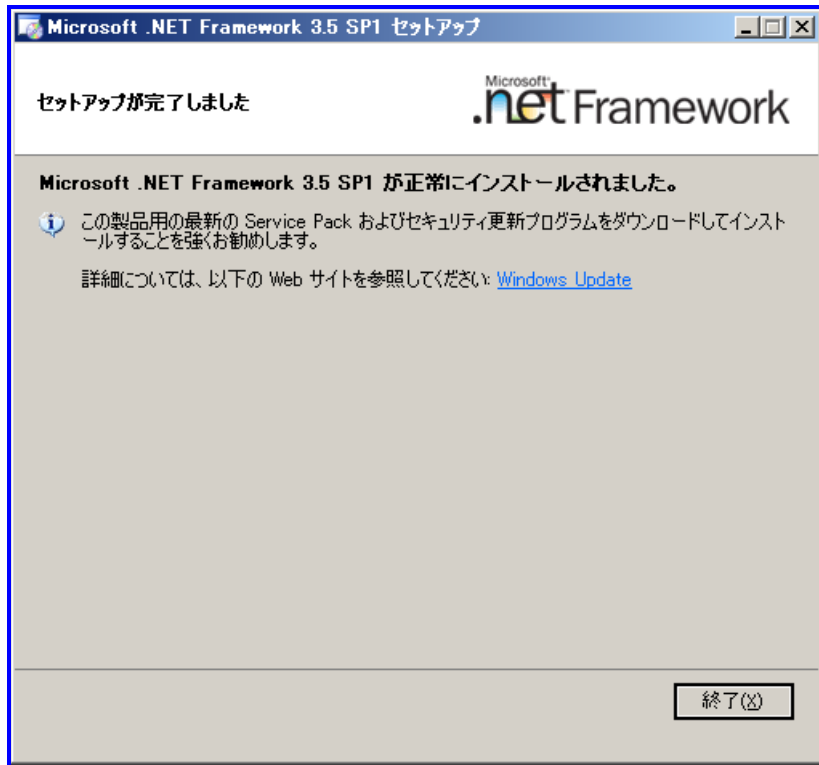 Microsoft .NET Framework 3.5 SP1 セットアップ
セットアップが完了しました
Microsoft
.net Framework
Microsoft .NET Framework 3.5 SP1 が正常にインストールされました。
この製品用の最新の Service Pack およびセキュリティ更新プログラムをダウンロードしてインスト
ールすることを強くお勧めします。
詳細については、以下の Web サイトを参照してください: Windows Update
終了(X)